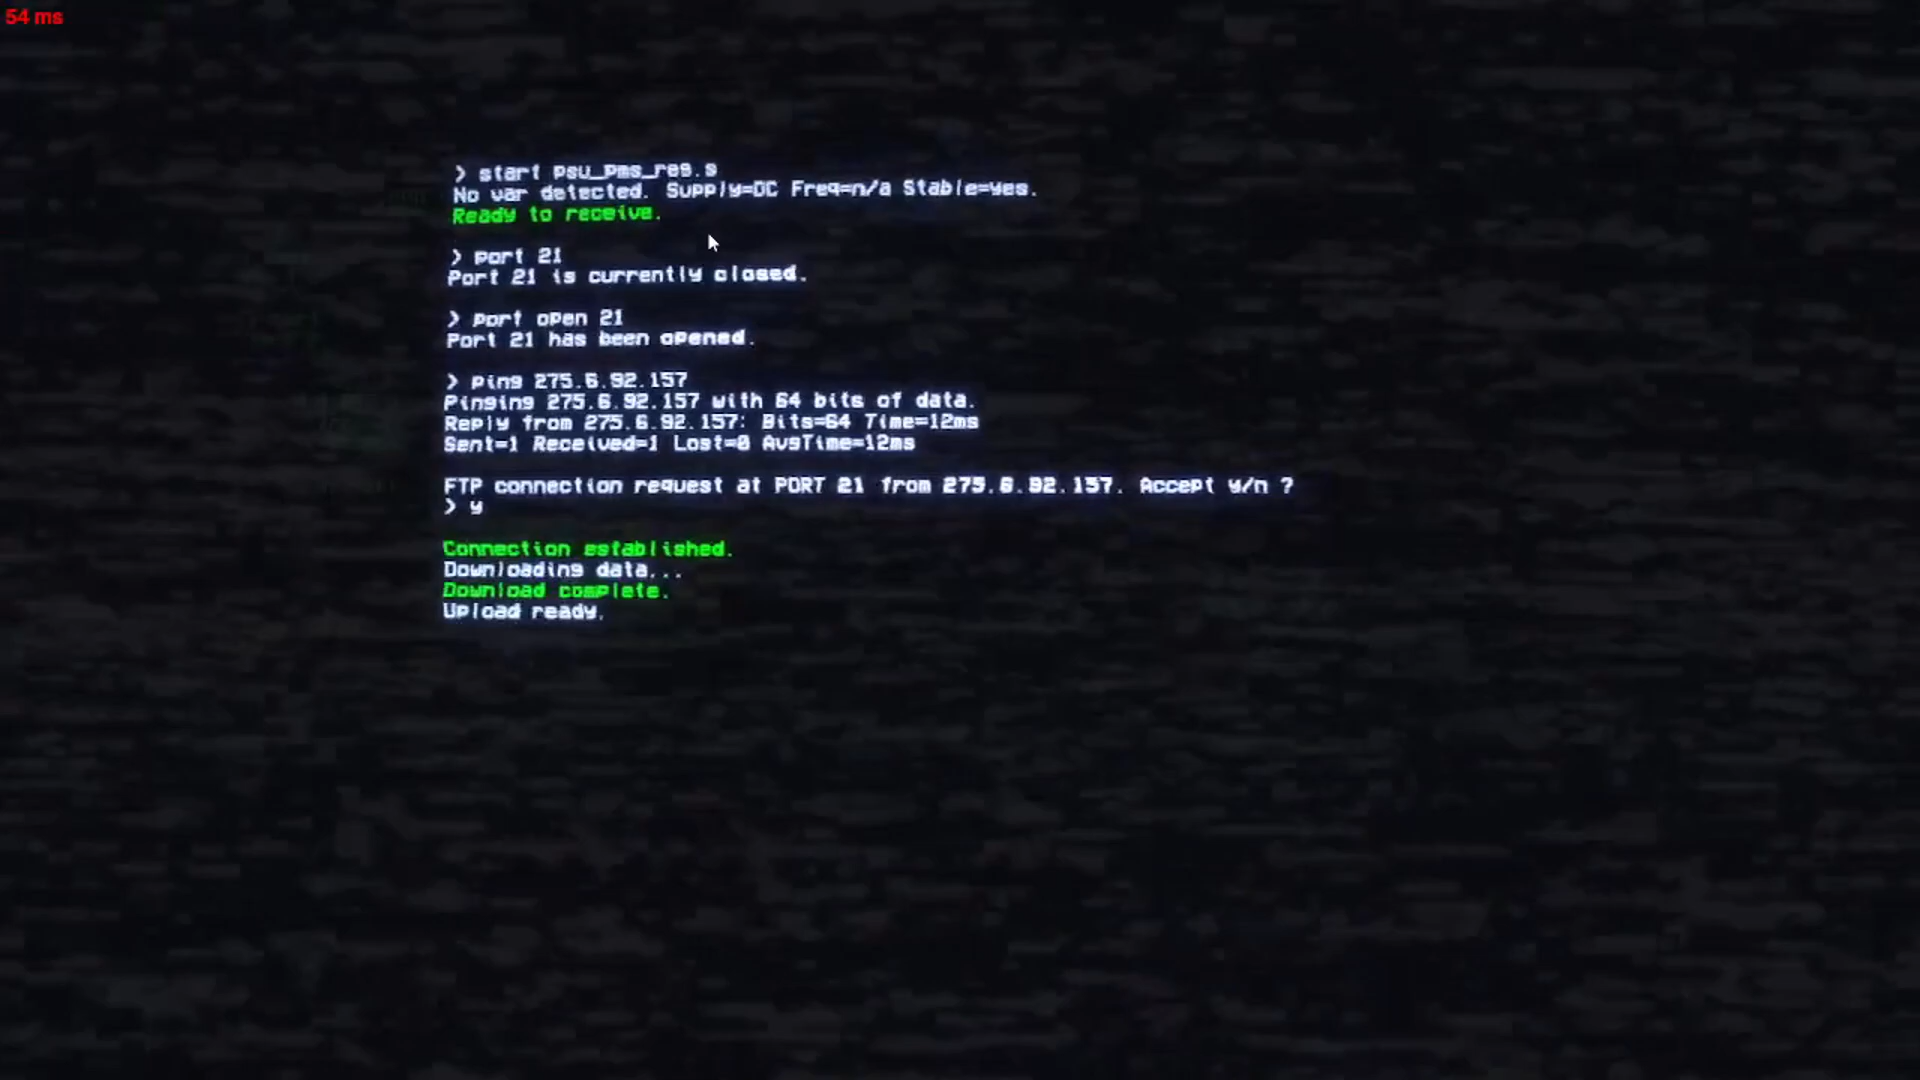 54 ms
> start psu_pms_reg.s
No var detected. Supply=DC Freq=n/a Stable=yes.
Ready to receive.
> port 21
Port 21 is currently closed.
> port open 21
Port 21 has been opened.
> ping 275.6.92.157
Pinging 275.6.92.157 with 64 bits of data.
Reply from 275.6.92.157: Bits=64 Time=12ms
Sent=1 Received=1 Lost=0 AvgTime=12ms
FTP connection request at PORT 21 from 275.6.92.157. Accept y/n ?
> y
Connection established.
Downloading data...
Download complete.
Upload ready.